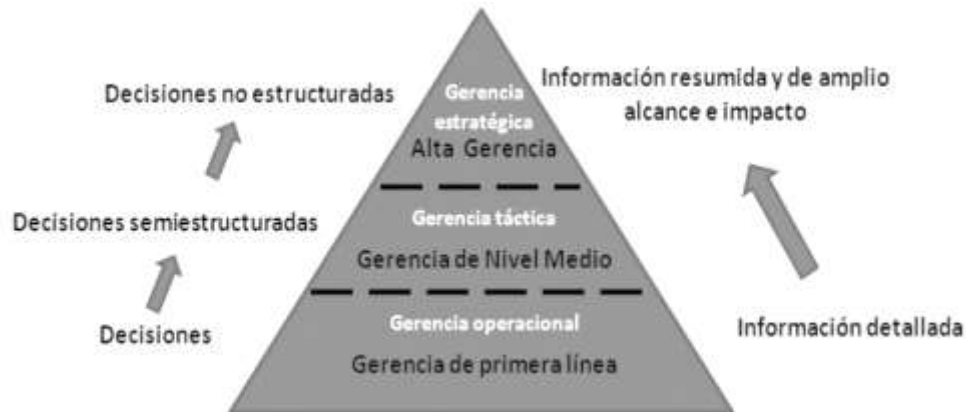 Decisiones no estructuradas
Gerencia
estratégica
Alta Gerencia
Información resumida y de amplio
alcance e impacto
Decisiones semiestructuradas
Gerencia táctica
Gerencia de Nivel Medio
Decisiones
Gerencia operacional
Gerencia de primera línea
Información detallada